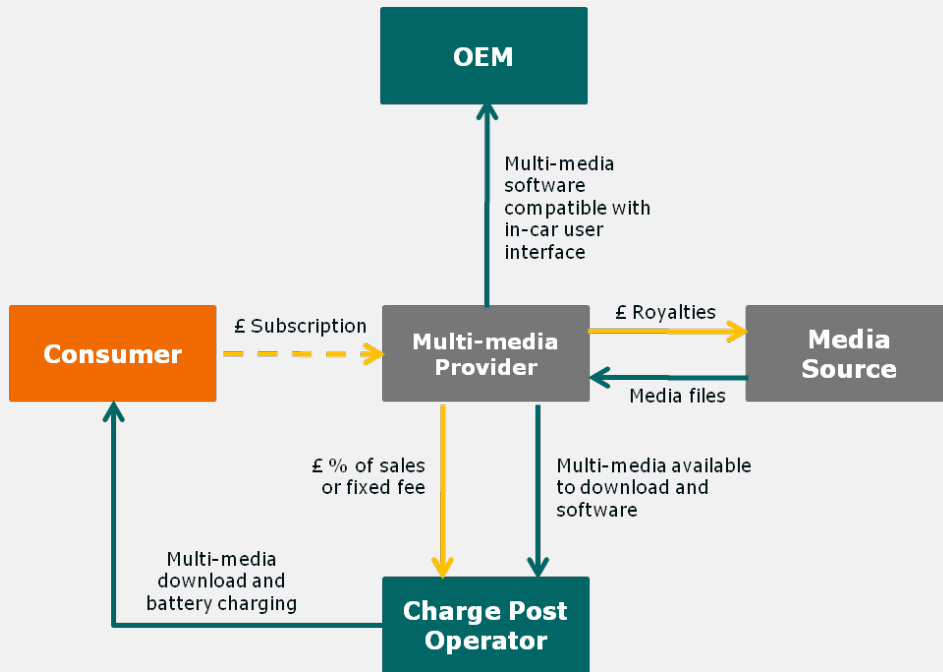 OEM
Multi-media
software
compatible with
in-car user
interface
£ Subscription
£ Royalties
Consumer
Multi-media
Provider
Media
Source
Media files
£ % of sales
or fixed fee
Multi-media available
to download and
software
Multi-media
download and
battery charging
Charge Post
Operator